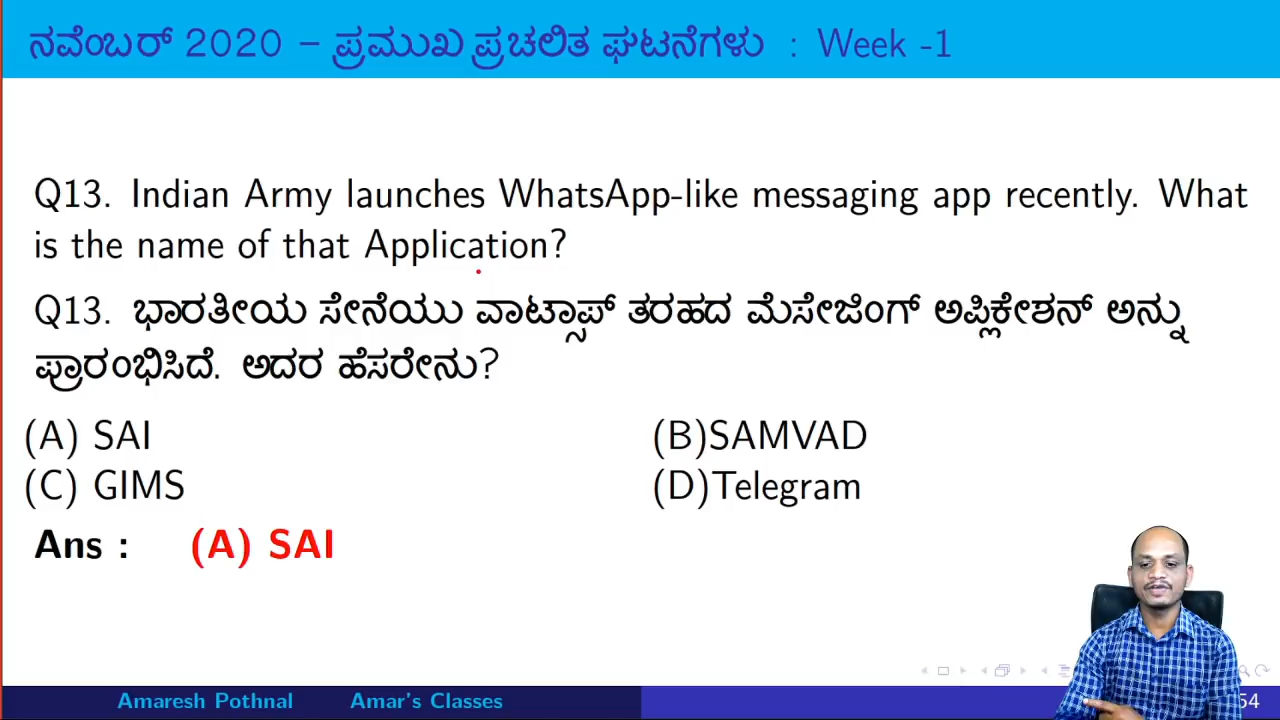 ನವೆಂಬರ್ 2020 – ಪ್ರಮುಖ ಪ್ರಚಲಿತ ಘಟನೆಗಳು : Week -1
Q13. Indian Army launches WhatsApp-like messaging app recently. What
is the name of that Application?
Q13. ಭಾರತೀಯ ಸೇನೆಯು ವಾಟ್ಸಾಪ್ ತರಹದ ಮೆಸೇಜಿಂಗ್ ಅಪ್ಲಿಕೇಶನ್ ಅನ್ನು
ಪ್ರಾರಂಭಿಸಿದೆ. ಅದರ ಹೆಸರೇನು?
(A) SAI (B)SAMVAD
(C) GIMS (D)Telegram
Ans : (A) SAI
Amaresh Pothnal Amar's Classes 54